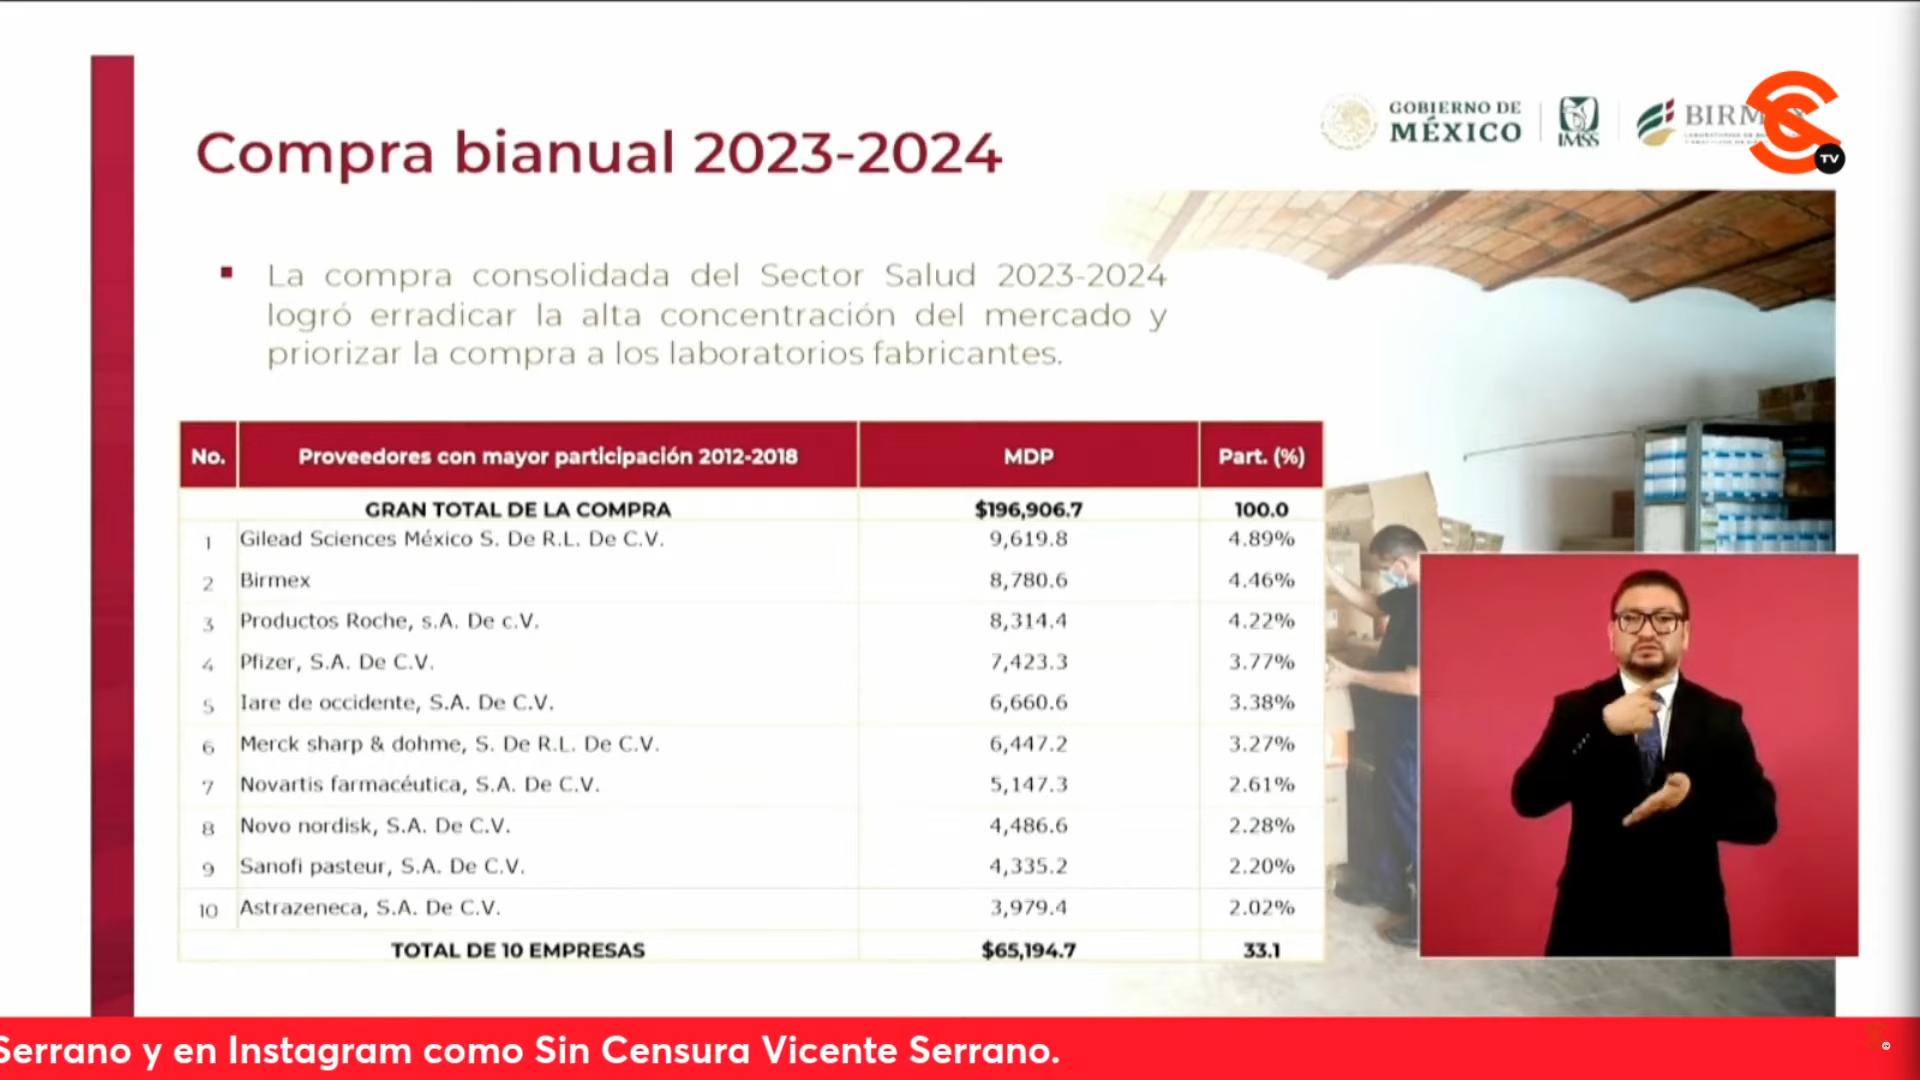 GOBIERNO DE
MÉXICO
IMSS
TV
Compra bianual 2023-2024
La compra consolidada del Sector Salud 2023-2024
logró erradicar la alta concentración del mercado y
priorizar la compra a los laboratorios fabricantes.
No. Proveedores con mayor participación 2012-2018 MDP Part. (%)
GRAN TOTAL DE LA COMPRA $196,906.7 100.0
1 Gilead Sciences México S. De R.L. De C.V. 9,619.8 4.89%
2 Birmex 8,780.6 4.46%
3 Productos Roche, s.A. De c.V. 8,314.4 4.22%
4 Pfizer, S.A. De C.V. 7,423.3 3.77%
5 Iare de occidente, S.A. De C.V. 6,660.6 3.38%
6 Merck sharp & dohme, S. De R.L. De C.V. 6,447.2 3.27%
7 Novartis farmacéutica, S.A. De C.V. 5,147.3 2.61%
8 Novo nordisk, S.A. De C.V. 4,486.6 2.28%
9 Sanofi pasteur, S.A. De C.V. 4,335.2 2.20%
10 Astrazeneca, S.A. De C.V. 3,979.4 2.02%
TOTAL DE 10 EMPRESAS $65,194.7 33.1
Serrano y en Instagram como Sin Censura Vicente Serrano.